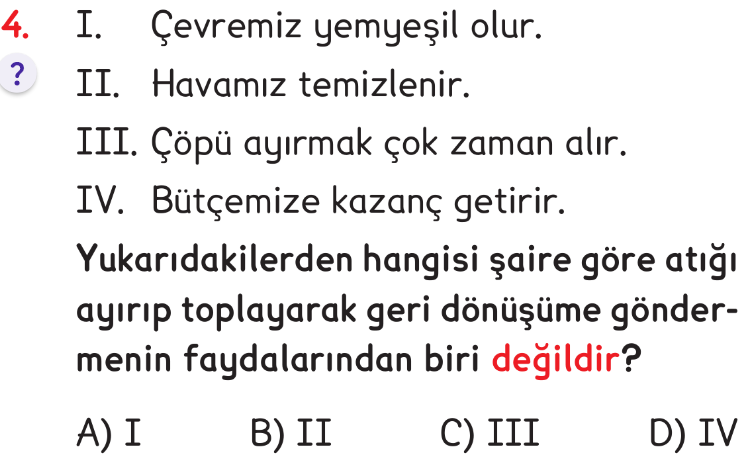 4. I. Çevremiz yemyeşil olur.
? II. Havamız temizlenir.
III. Çöpü ayırmak çok zaman alır.
IV. Bütçemize kazanç getirir.
Yukarıdakilerden hangisi şaire göre atığı
ayırıp toplayarak geri dönüşüme gönder-
menin faydalarından biri değildir?
A) I B) II C) III D) IV